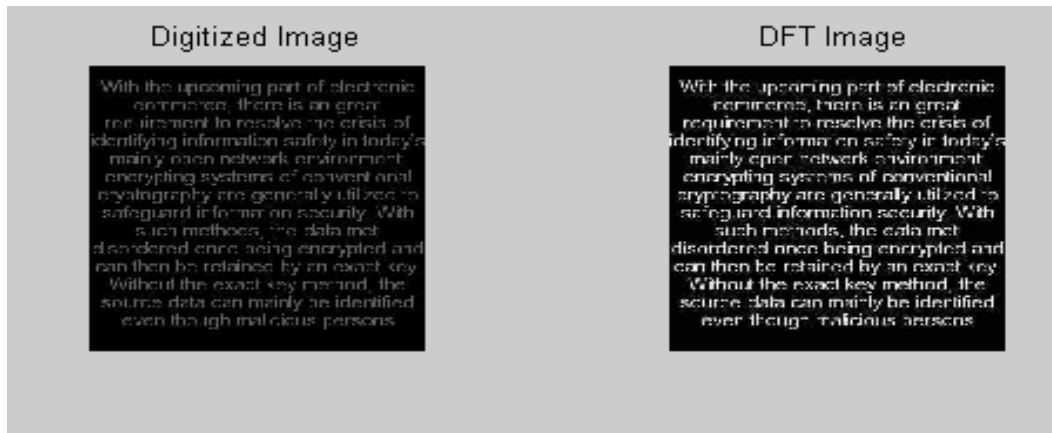 Digitized Image
With the upcoming part of electronic
commerce, there is an great
requirement to resolve the crisis of
identifying information safety in today's
mainly open network environment
encrypting systems of conventional
cryptography are generally utilized to
safeguard information security. With
such methods, the data met
disordered once being encrypted and
can then be retained by an exact key
Without the exact key method, the
source data can mainly be identified
even though malicious persons
DFT Image
With the upcoming part of electronic
commerce, there is an great
requirement to resolve the crisis of
identifying information safety in today's
mainly open network environment
encrypting systems of conventional
cryptography are generally utilized to
safeguard information security. With
such methods, the data met
disordered once being encrypted and
can then be retained by an exact key
Without the exact key method, the
source data can mainly be identified
even though malicious persons